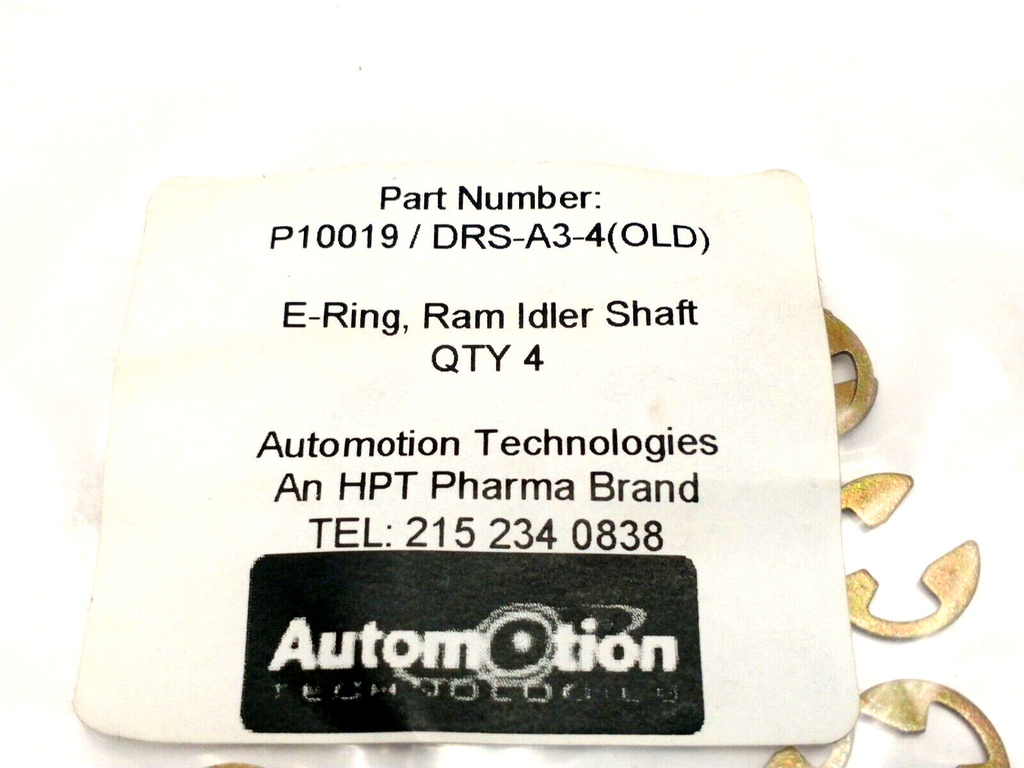 Part Number:
P10019 / DRS-A3-4(OLD)
E-Ring, Ram Idler Shaft
QTY 4
Automotion Technologies
An HPT Pharma Brand
TEL: 215 234 0838
Automotion
TECHNOLOGIES